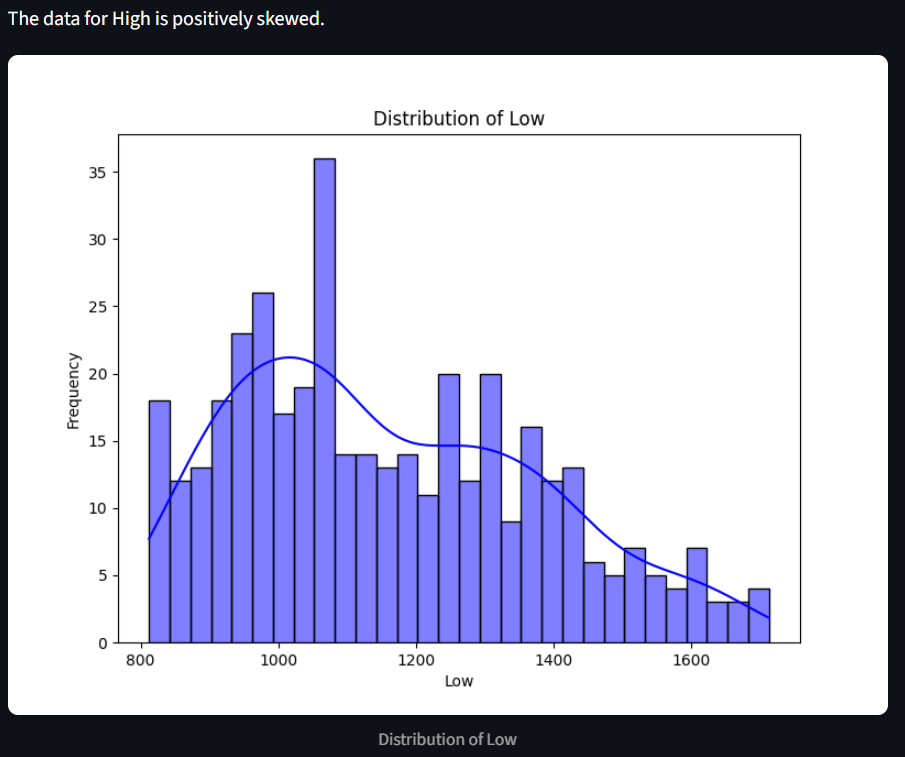 The data for High is positively skewed.
Distribution of Low
35
30
25
20
15
10
5
0
Frequency
800 1000 1200 1400 1600
Low
Distribution of Low